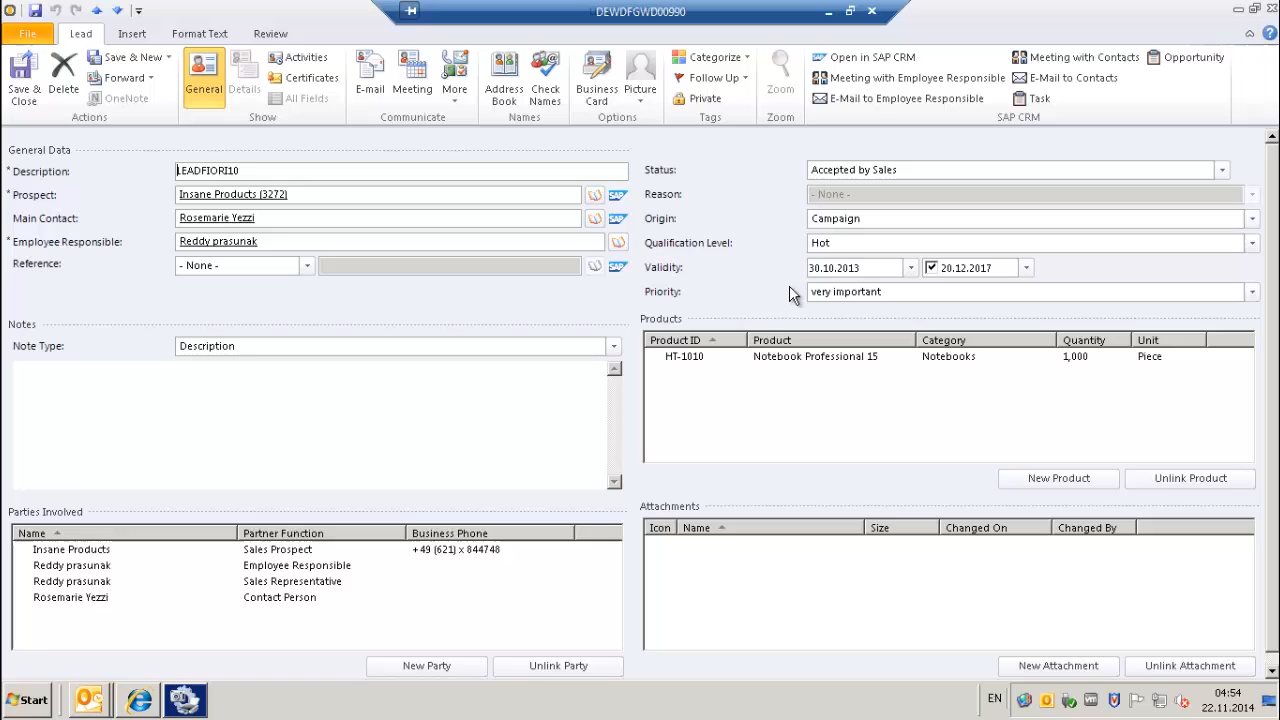 DEWDFGWD00990
File Lead Insert Format Text Review
Save & Close
Delete
Save & New
Forward
OneNote
Actions
General
Details
Activities
Certificates
All Fields
Show
E-mail
Meeting
More
Communicate
Address Book
Check Names
Names
Business Card
Picture
Options
Categorize
Follow Up
Private
Tags
Zoom
Zoom
Open in SAP CRM
Meeting with Employee Responsible
E-Mail to Employee Responsible
Meeting with Contacts
E-Mail to Contacts
Task
Opportunity
SAP CRM
General Data
* Description: LEADFIORI10
* Prospect: Insane Products (3272) SAP
Main Contact: Rosemarie Yezzi SAP
* Employee Responsible: Reddy prasunak
Reference: - None - SAP
Status: Accepted by Sales
Reason: - None -
Origin: Campaign
Qualification Level: Hot
Validity: 30.10.2013 20.12.2017
Priority: very important
Notes
Note Type: Description
Products
Product ID Product Category Quantity Unit
HT-1010 Notebook Professional 15 Notebooks 1,000 Piece
New Product Unlink Product
Parties Involved
Name Partner Function Business Phone
Insane Products Sales Prospect +49 (621) x 844748
Reddy prasunak Employee Responsible
Reddy prasunak Sales Representative
Rosemarie Yezzi Contact Person
New Party Unlink Party
Attachments
Icon Name Size Changed On Changed By
New Attachment Unlink Attachment
Start
EN
04:54
22.11.2014